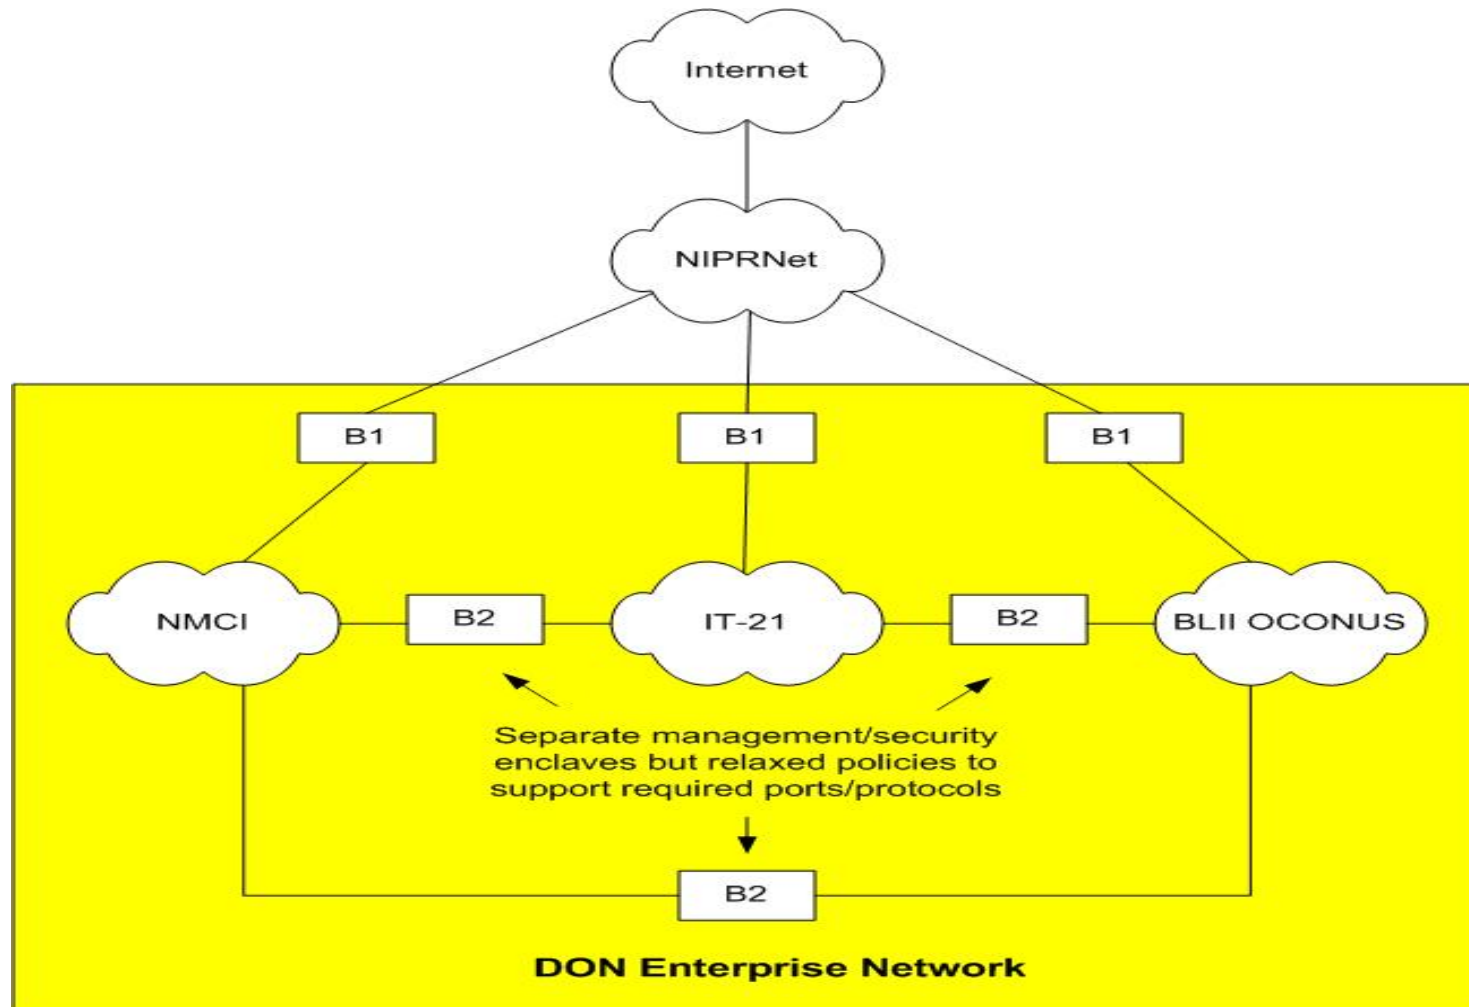 Internet
NIPRNet
B1
B1
B1
NMCI
B2
IT-21
B2
BLII OCONUS
Separate management/security
enclaves but relaxed policies to
support required ports/protocols
B2
DON Enterprise Network